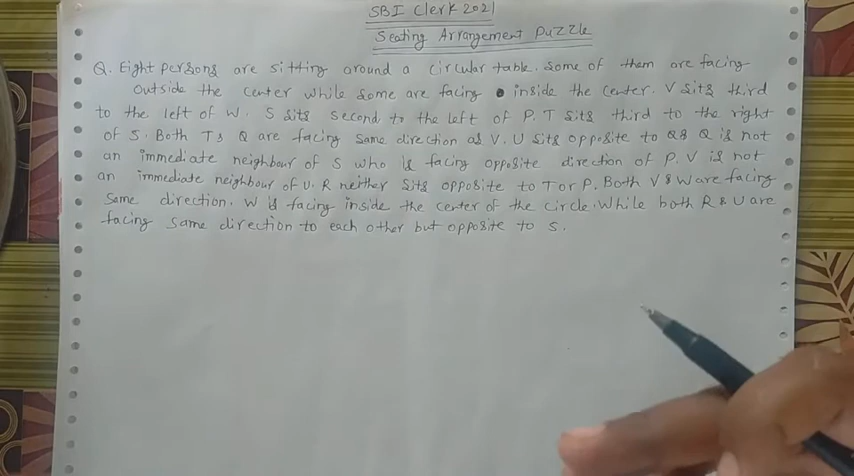 SBI Clerk 2021
Seating Arrangement Puzzle
Q. Eight persons are sitting around a circular table. Some of them are facing
outside the center while some are facing inside the center. V sits third
to the left of W. S sits second to the left of P. T sits third to the right
of S. Both T & Q are facing same direction as V. U sits opposite to Q & Q is not
an immediate neighbour of S who is facing opposite direction of P. V is not
an immediate neighbour of U. R neither sits opposite to T or P. Both V & W are facing
same direction. W is facing inside the center of the circle. While both R & U are
facing same direction to each other but opposite to S.